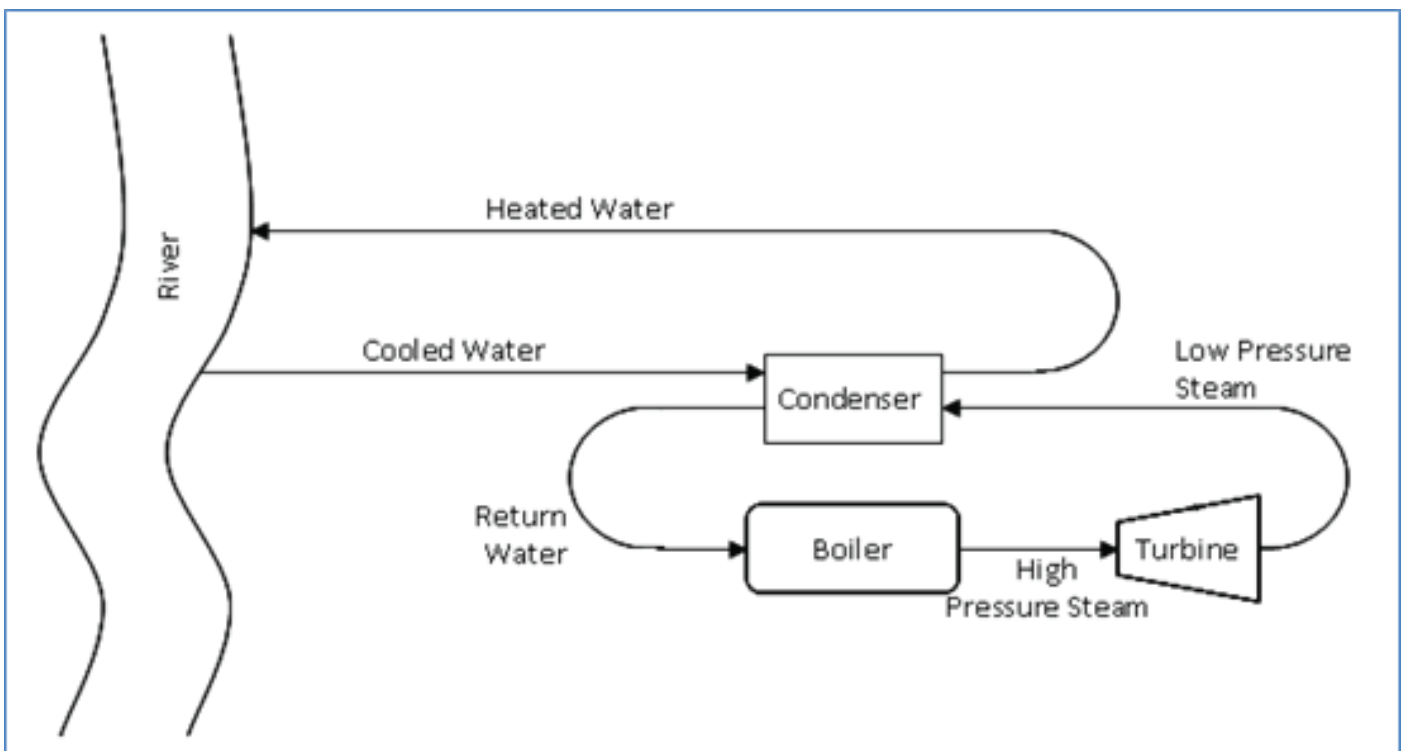 Heated Water
River
Cooled Water
Low Pressure
Steam
Condenser
Return
Water
Boiler
Turbine
High
Pressure Steam